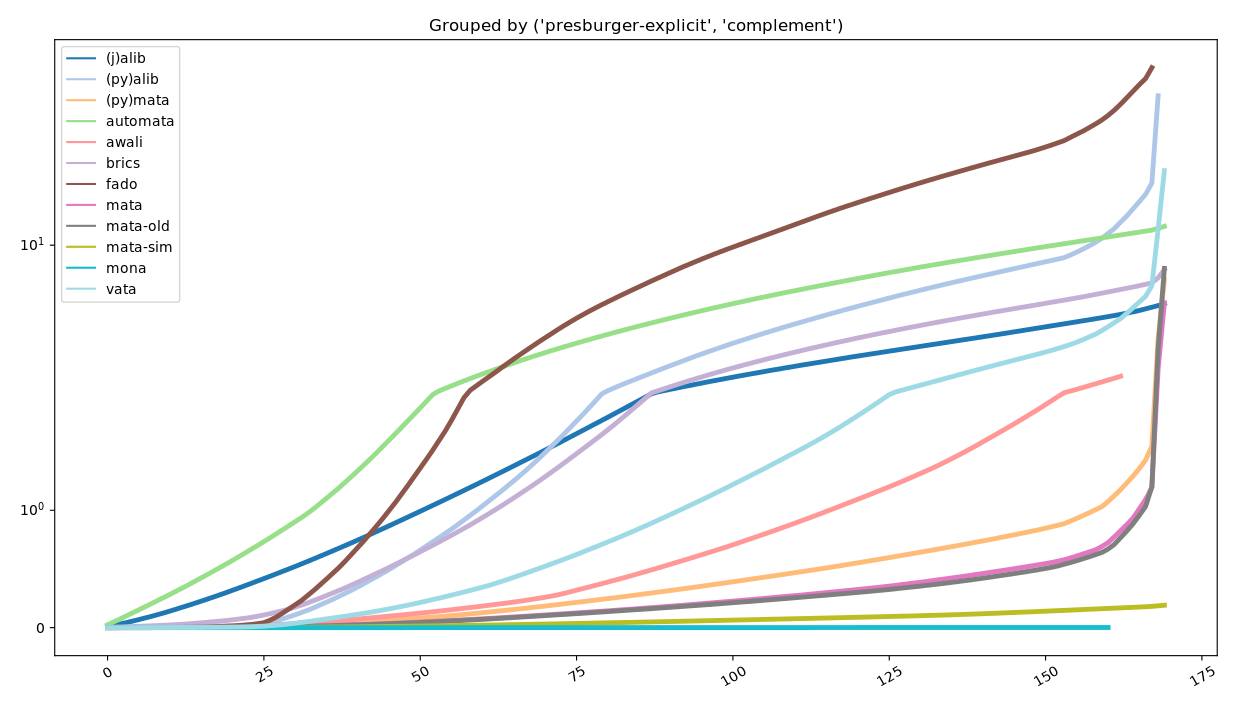 Grouped by ('presburger-explicit', 'complement')
(j)alib
(py)alib
(py)mata
automata
awali
brics
fado
mata
mata-old
mata-sim
mona
vata
10¹
10⁰
0
0
25
50
75
100
125
150
175